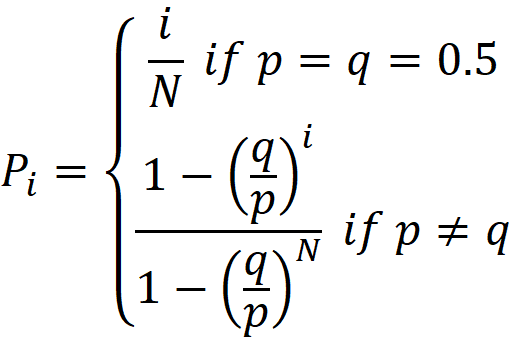 P_i = { i/N if p = q = 0.5
(1 − (q/p)^i) / (1 − (q/p)^N) if p ≠ q